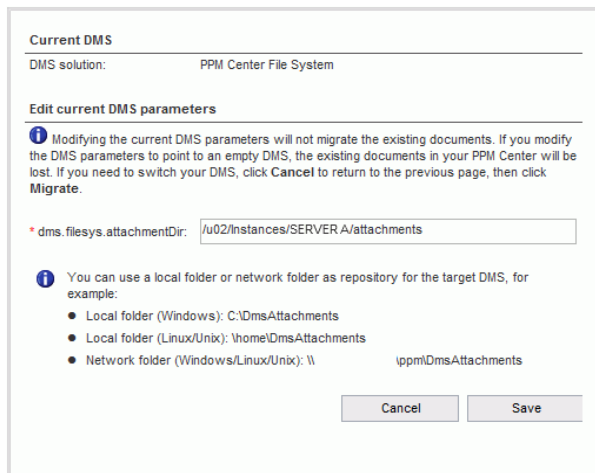 Current DMS
DMS solution: PPM Center File System
Edit current DMS parameters
Modifying the current DMS parameters will not migrate the existing documents. If you modify
the DMS parameters to point to an empty DMS, the existing documents in your PPM Center will be
lost. If you need to switch your DMS, click Cancel to return to the previous page, then click
Migrate.
* dms.filesys.attachmentDir: /u02/Instances/SERVER A/attachments
You can use a local folder or network folder as repository for the target DMS, for
example:
● Local folder (Windows): C:\DmsAttachments
● Local folder (Linux/Unix): \home\DmsAttachments
● Network folder (Windows/Linux/Unix): \\ \ppm\DmsAttachments
Cancel Save